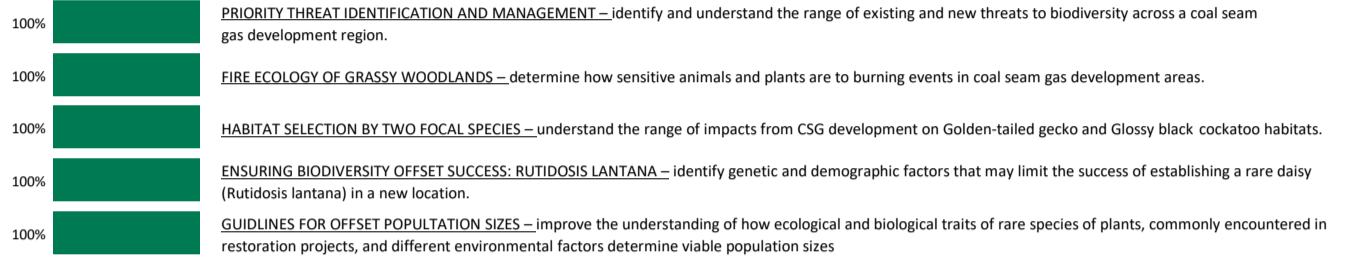 100% PRIORITY THREAT IDENTIFICATION AND MANAGEMENT – identify and understand the range of existing and new threats to biodiversity across a coal seam
gas development region.
100% FIRE ECOLOGY OF GRASSY WOODLANDS – determine how sensitive animals and plants are to burning events in coal seam gas development areas.
100% HABITAT SELECTION BY TWO FOCAL SPECIES – understand the range of impacts from CSG development on Golden-tailed gecko and Glossy black cockatoo habitats.
100% ENSURING BIODIVERSITY OFFSET SUCCESS: RUTIDOSIS LANTANA – identify genetic and demographic factors that may limit the success of establishing a rare daisy
(Rutidosis lantana) in a new location.
100% GUIDLINES FOR OFFSET POPULTATION SIZES – improve the understanding of how ecological and biological traits of rare species of plants, commonly encountered in
restoration projects, and different environmental factors determine viable population sizes